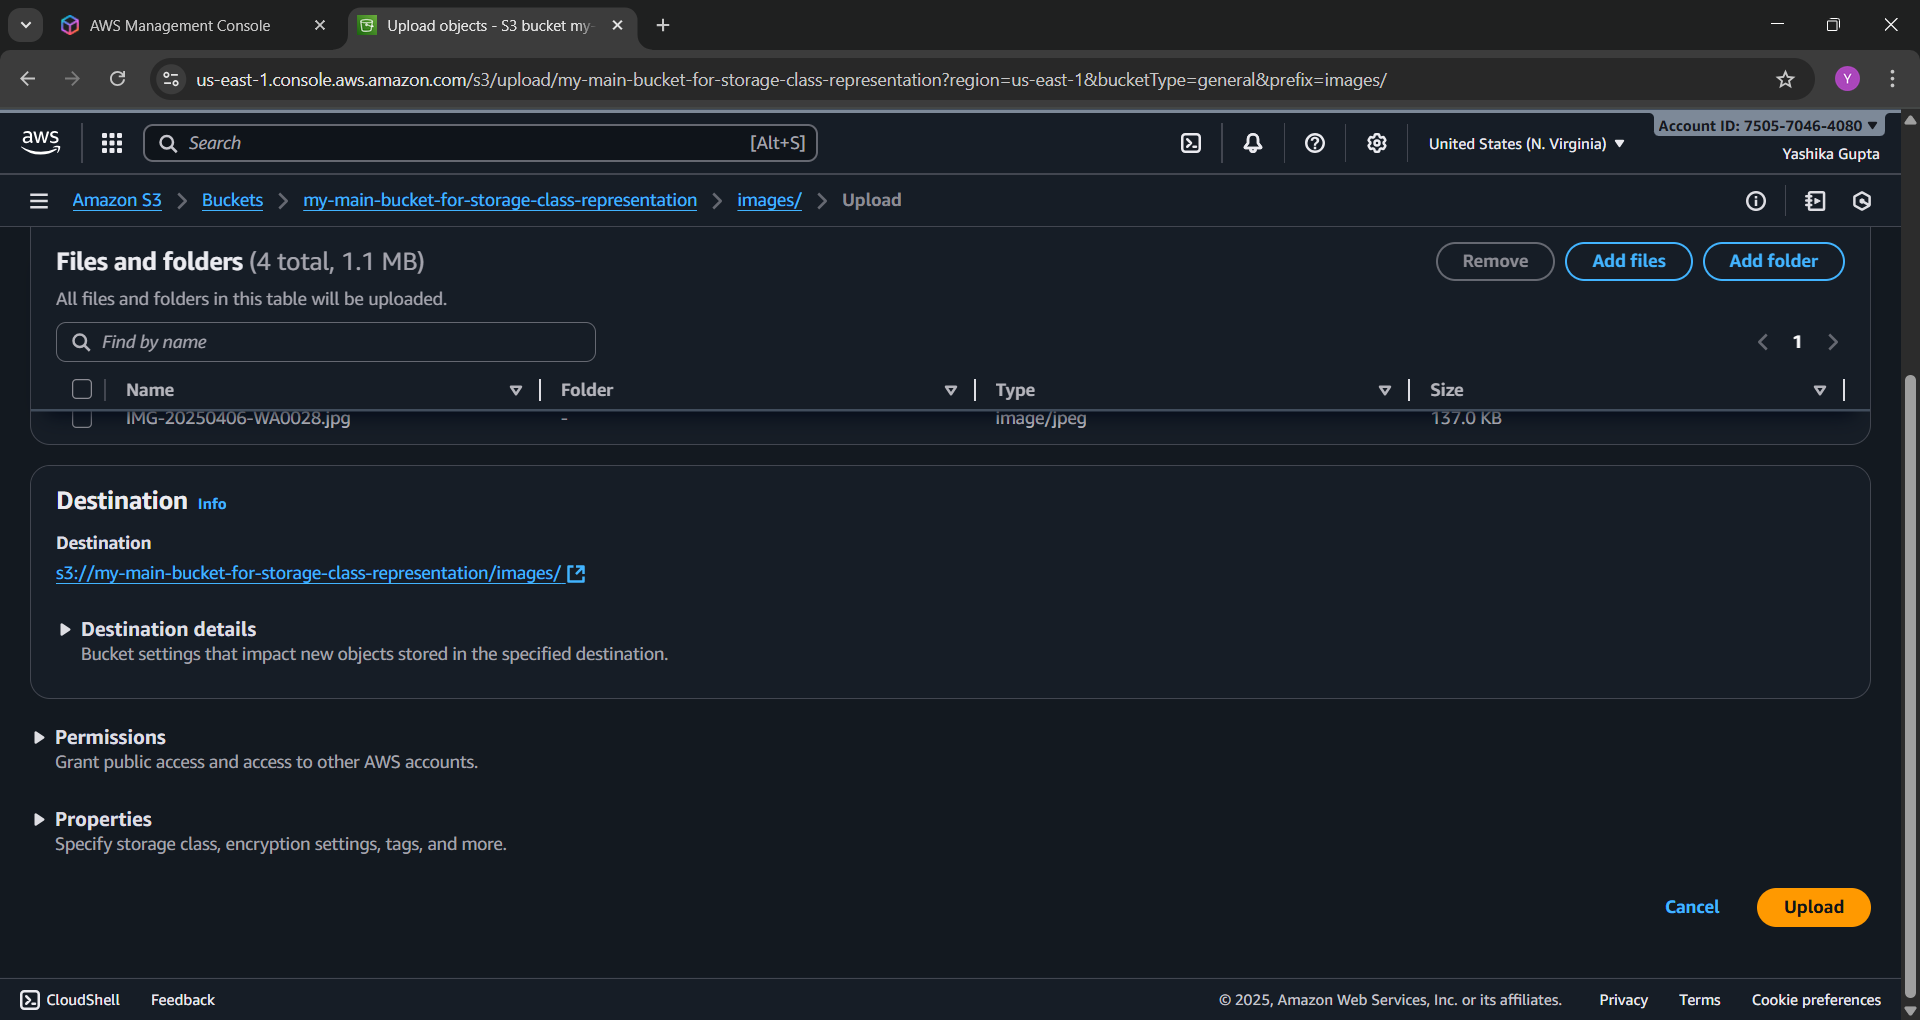 AWS Management Console
Upload objects - S3 bucket my-
us-east-1.console.aws.amazon.com/s3/upload/my-main-bucket-for-storage-class-representation?region=us-east-1&bucketType=general&prefix=images/
Y
aws
Search
[Alt+S]
United States (N. Virginia) ▼
Account ID: 7505-7046-4080 ▼
Yashika Gupta
Amazon S3 > Buckets > my-main-bucket-for-storage-class-representation > images/ > Upload
Files and folders (4 total, 1.1 MB)
Remove
Add files
Add folder
All files and folders in this table will be uploaded.
Find by name
1
Name Folder Type Size
IMG-20250406-WA0028.jpg - image/jpeg 137.0 KB
Destination Info
Destination
s3://my-main-bucket-for-storage-class-representation/images/
Destination details
Bucket settings that impact new objects stored in the specified destination.
Permissions
Grant public access and access to other AWS accounts.
Properties
Specify storage class, encryption settings, tags, and more.
Cancel
Upload
CloudShell
Feedback
© 2025, Amazon Web Services, Inc. or its affiliates.
Privacy
Terms
Cookie preferences